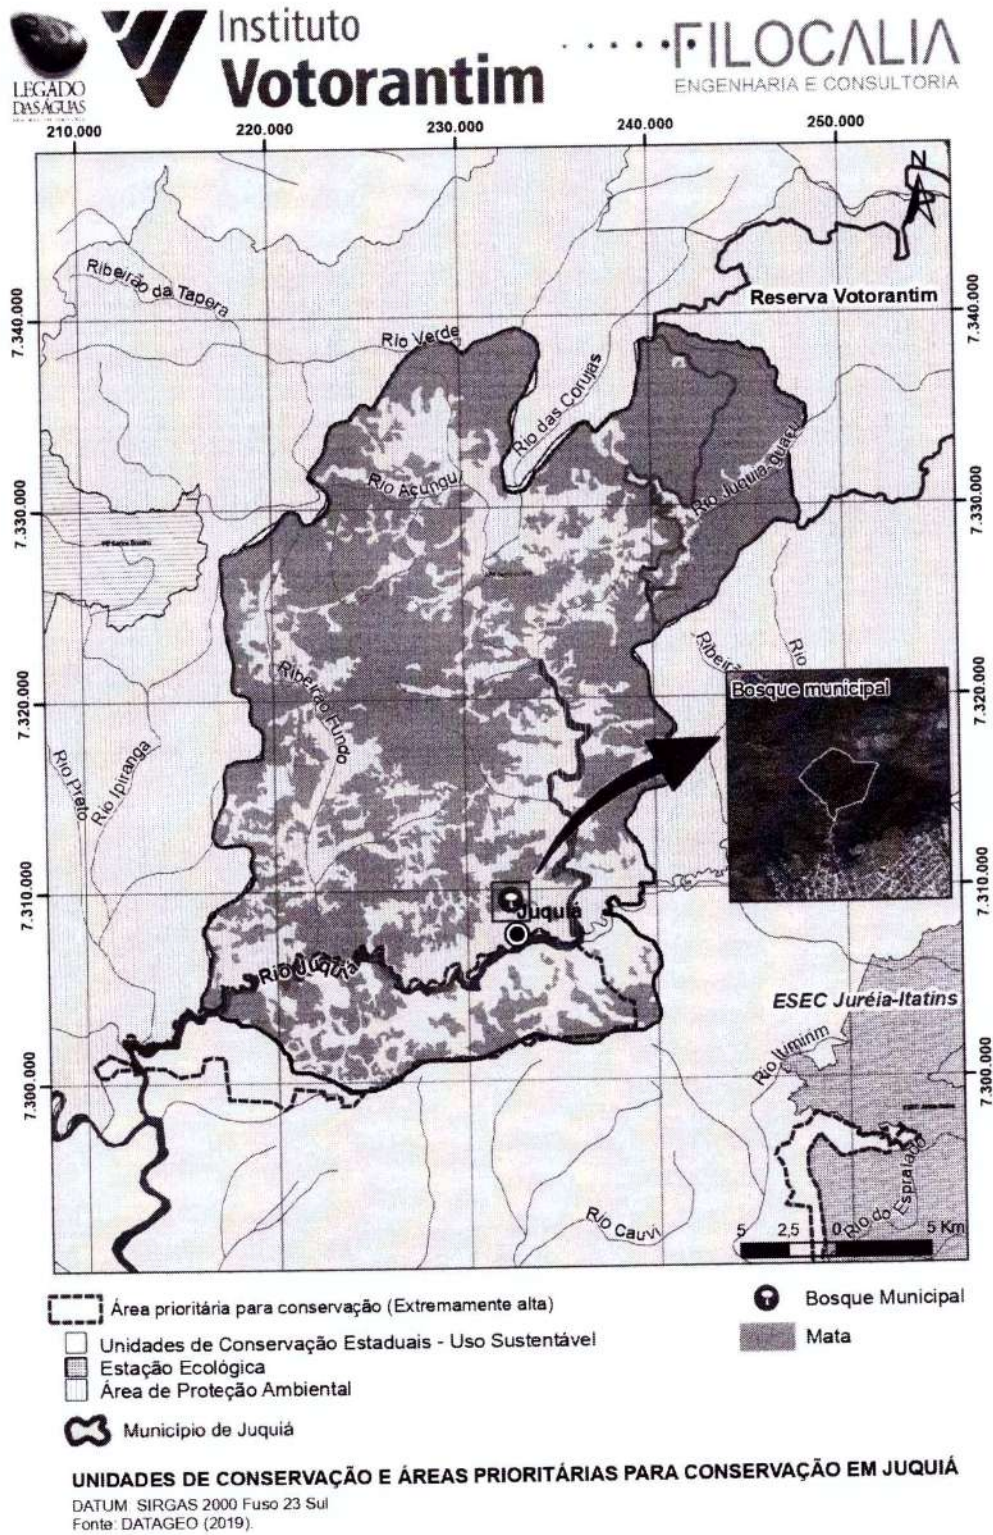 LEGADO
DAS ÁGUAS
Instituto
Votorantim
FILOCALIA
ENGENHARIA E CONSULTORIA
210.000
220.000
230.000
240.000
250.000
N
Ribeirão da Tapera
Rio Verde
Reserva Votorantim
7.340.000
7.340.000
Rio das Corujas
Rio Açungui
Rio Juquiá-guaçu
7.330.000
7.330.000
Ribeirã
Rio
Bosque municipal
7.320.000
7.320.000
Ribeirão Fundo
Rio Preto
Rio Ipiranga
7.310.000
7.310.000
Juquiá
Rio Juquiá
ESEC Juréia-Itatins
Rio Itimirim
7.300.000
7.300.000
Rio do Espraiado
Rio Cauvi
5
2,5
0
5 Km
Área prioritária para conservação (Extremamente alta)
Bosque Municipal
Unidades de Conservação Estaduais - Uso Sustentável
Mata
Estação Ecológica
Área de Proteção Ambiental
Município de Juquiá
UNIDADES DE CONSERVAÇÃO E ÁREAS PRIORITÁRIAS PARA CONSERVAÇÃO EM JUQUIÁ
DATUM SIRGAS 2000 Fuso 23 Sul
Fonte: DATAGEO (2019).